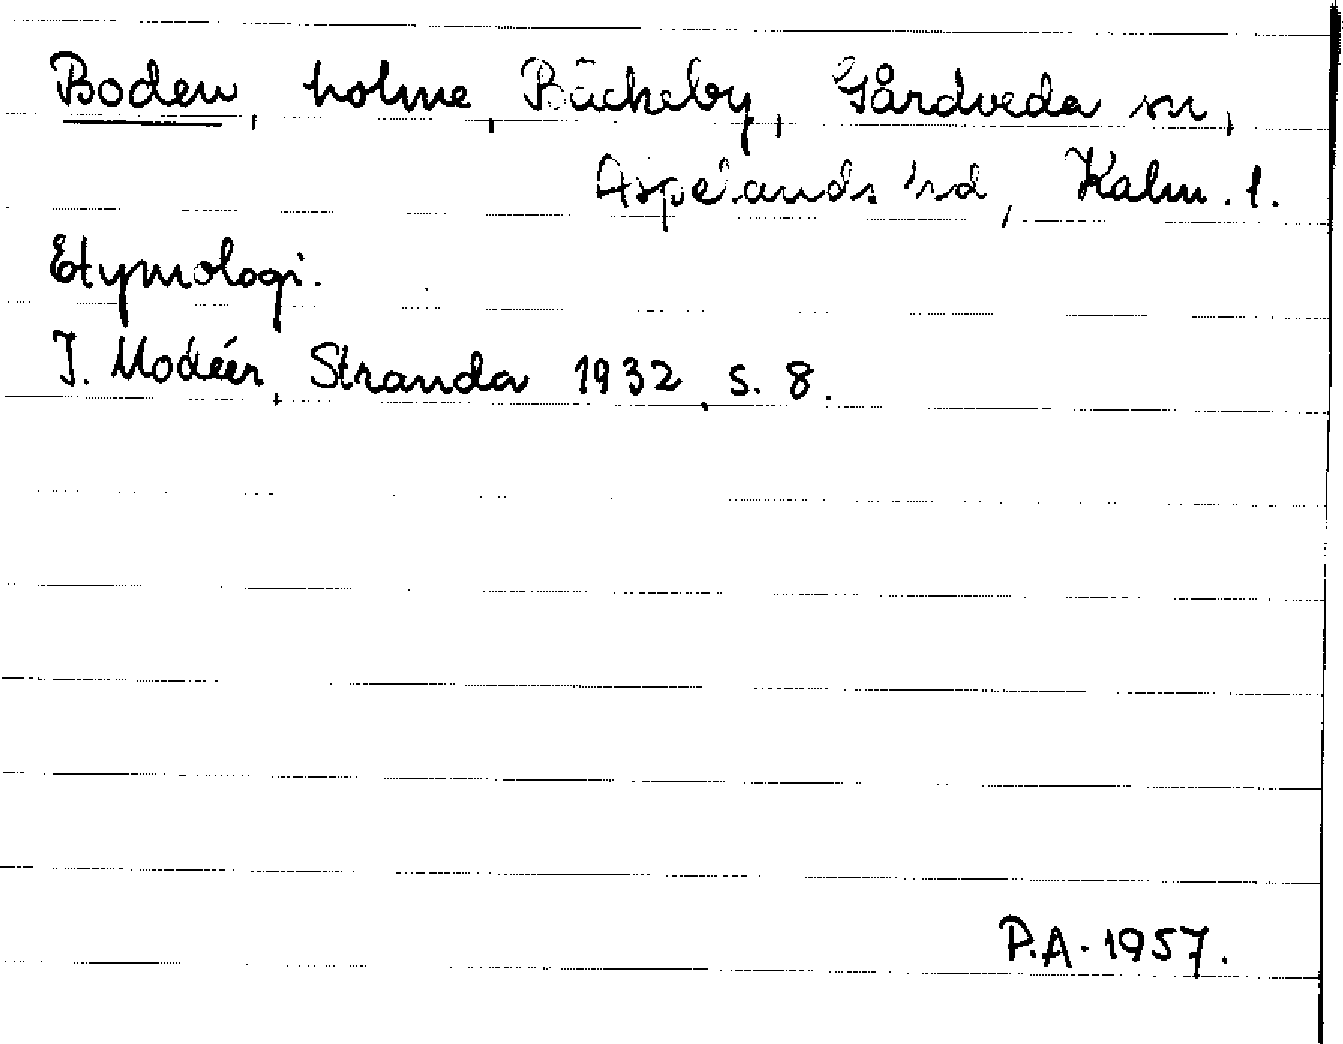 Boden, holme, Bäckeby, Gårdveda sn,
Aspelands hd, Kalm. l.
Etymologi.
I. Modéer, Stranda 1932, s. 8.
P.A. 1957.